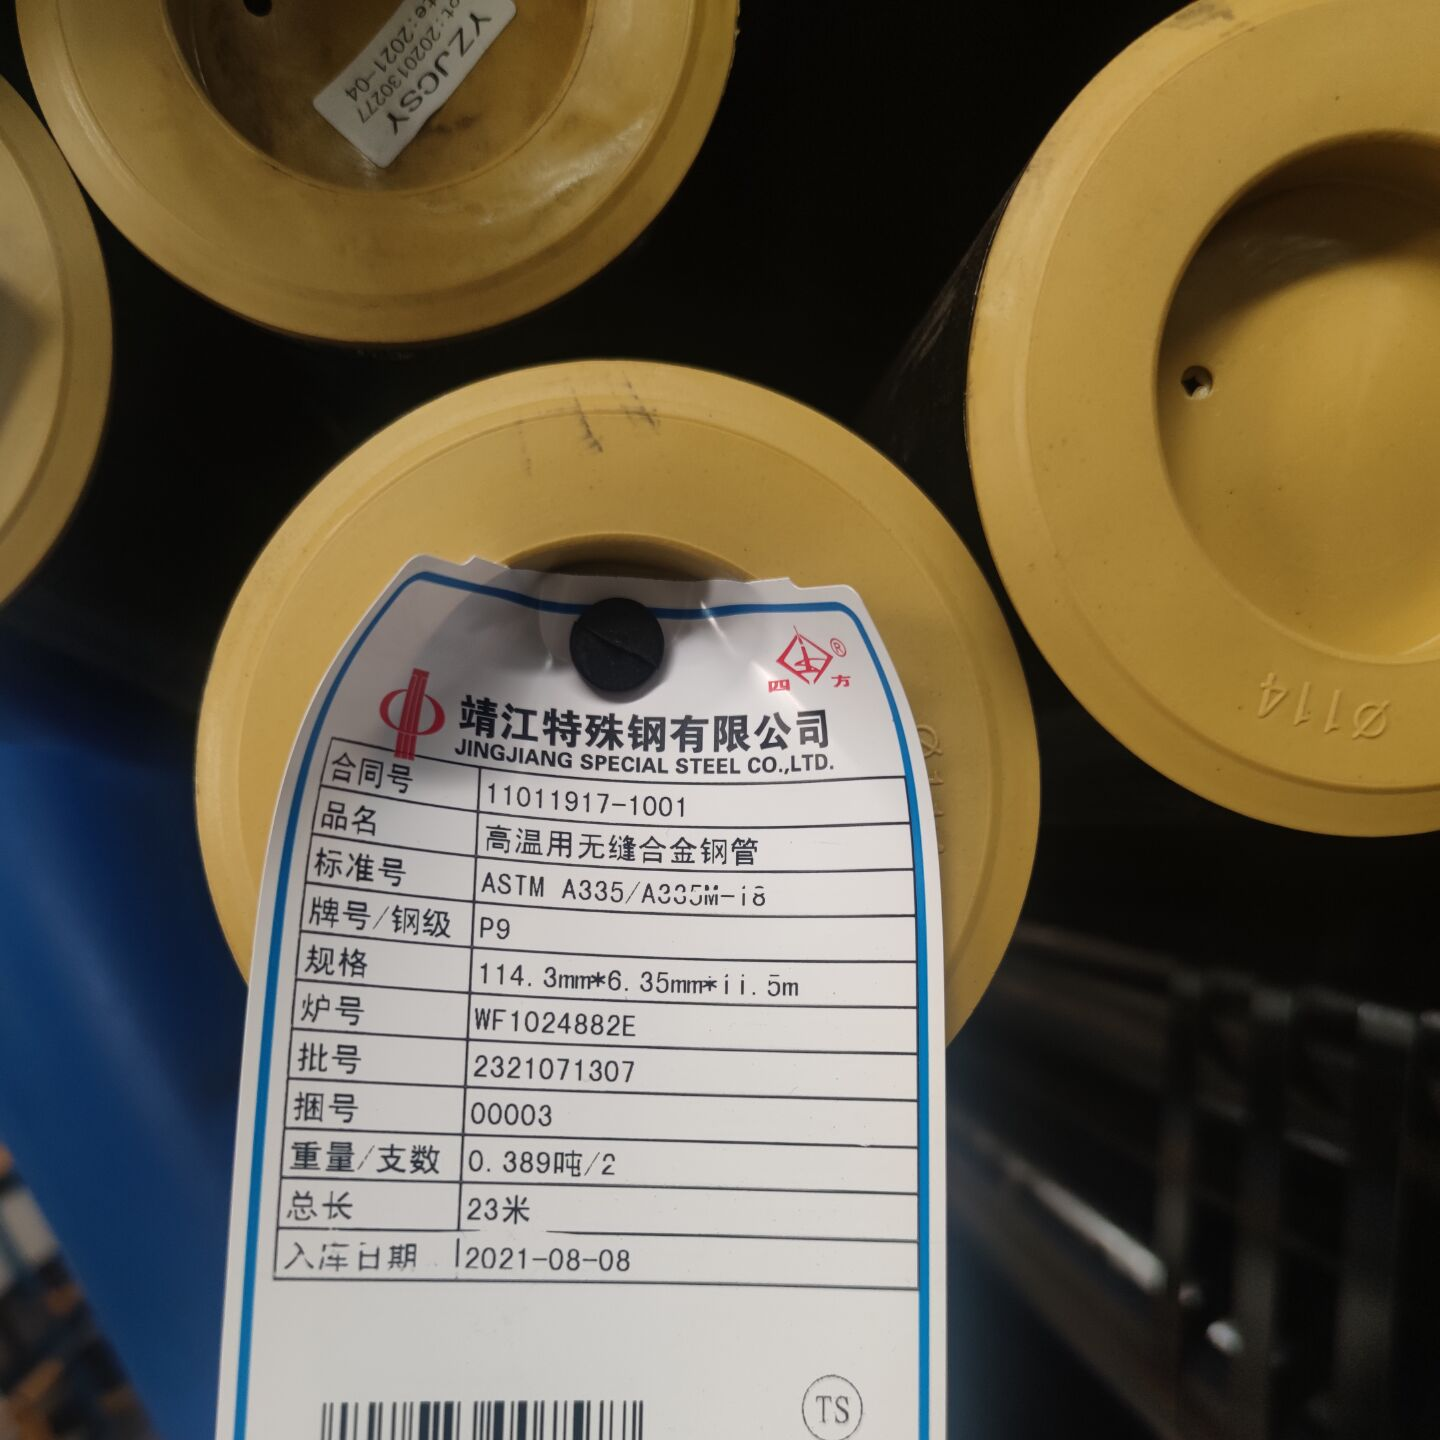 YZJCSY
ot:2020130277
te:2021-04
Ø114
四方®
靖江特殊钢有限公司
JINGJIANG SPECIAL STEEL CO.,LTD.
合同号 11011917-1001
品名 高温用无缝合金钢管
标准号 ASTM A335/A335M-18
牌号/钢级 P9
规格 114.3mm*6.35mm*11.5m
炉号 WF1024882E
批号 2321071307
捆号 00003
重量/支数 0.389吨/2
总长 23米
入库日期 2021-08-08
TS